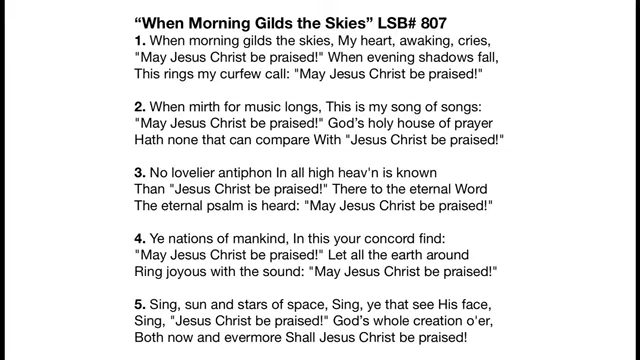 “When Morning Gilds the Skies” LSB# 807
1. When morning gilds the skies, My heart, awaking, cries,
"May Jesus Christ be praised!" When evening shadows fall,
This rings my curfew call: "May Jesus Christ be praised!"
2. When mirth for music longs, This is my song of songs:
"May Jesus Christ be praised!" God’s holy house of prayer
Hath none that can compare With "Jesus Christ be praised!"
3. No lovelier antiphon In all high heav'n is known
Than "Jesus Christ be praised!" There to the eternal Word
The eternal psalm is heard: "May Jesus Christ be praised!"
4. Ye nations of mankind, In this your concord find:
"May Jesus Christ be praised!" Let all the earth around
Ring joyous with the sound: "May Jesus Christ be praised!"
5. Sing, sun and stars of space, Sing, ye that see His face,
Sing, "Jesus Christ be praised!" God’s whole creation o'er,
Both now and evermore Shall Jesus Christ be praised!